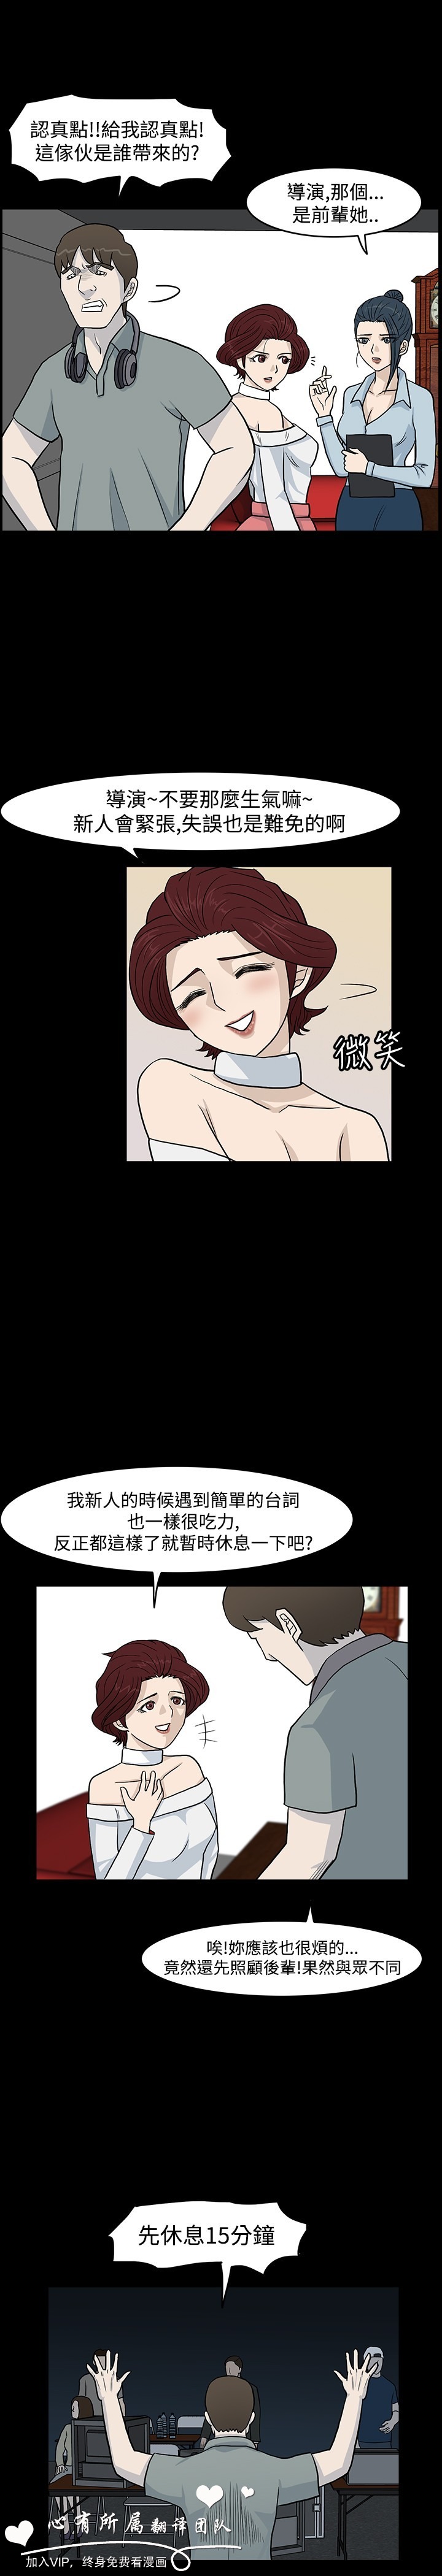 認真點!!給我認真點!
這傢伙是誰帶來的?
導演,那個...
是前輩她..
導演~不要那麼生氣嘛~
新人會緊張,失誤也是難免的啊
微笑
我新人的時候遇到簡單的台詞
也一樣很吃力,
反正都這樣了就暫時休息一下吧?
唉!妳應該也很煩的...
竟然還先照顧後輩!果然與眾不同
先休息15分鐘
心有所属翻译团队
加入VIP，终身免费看漫画